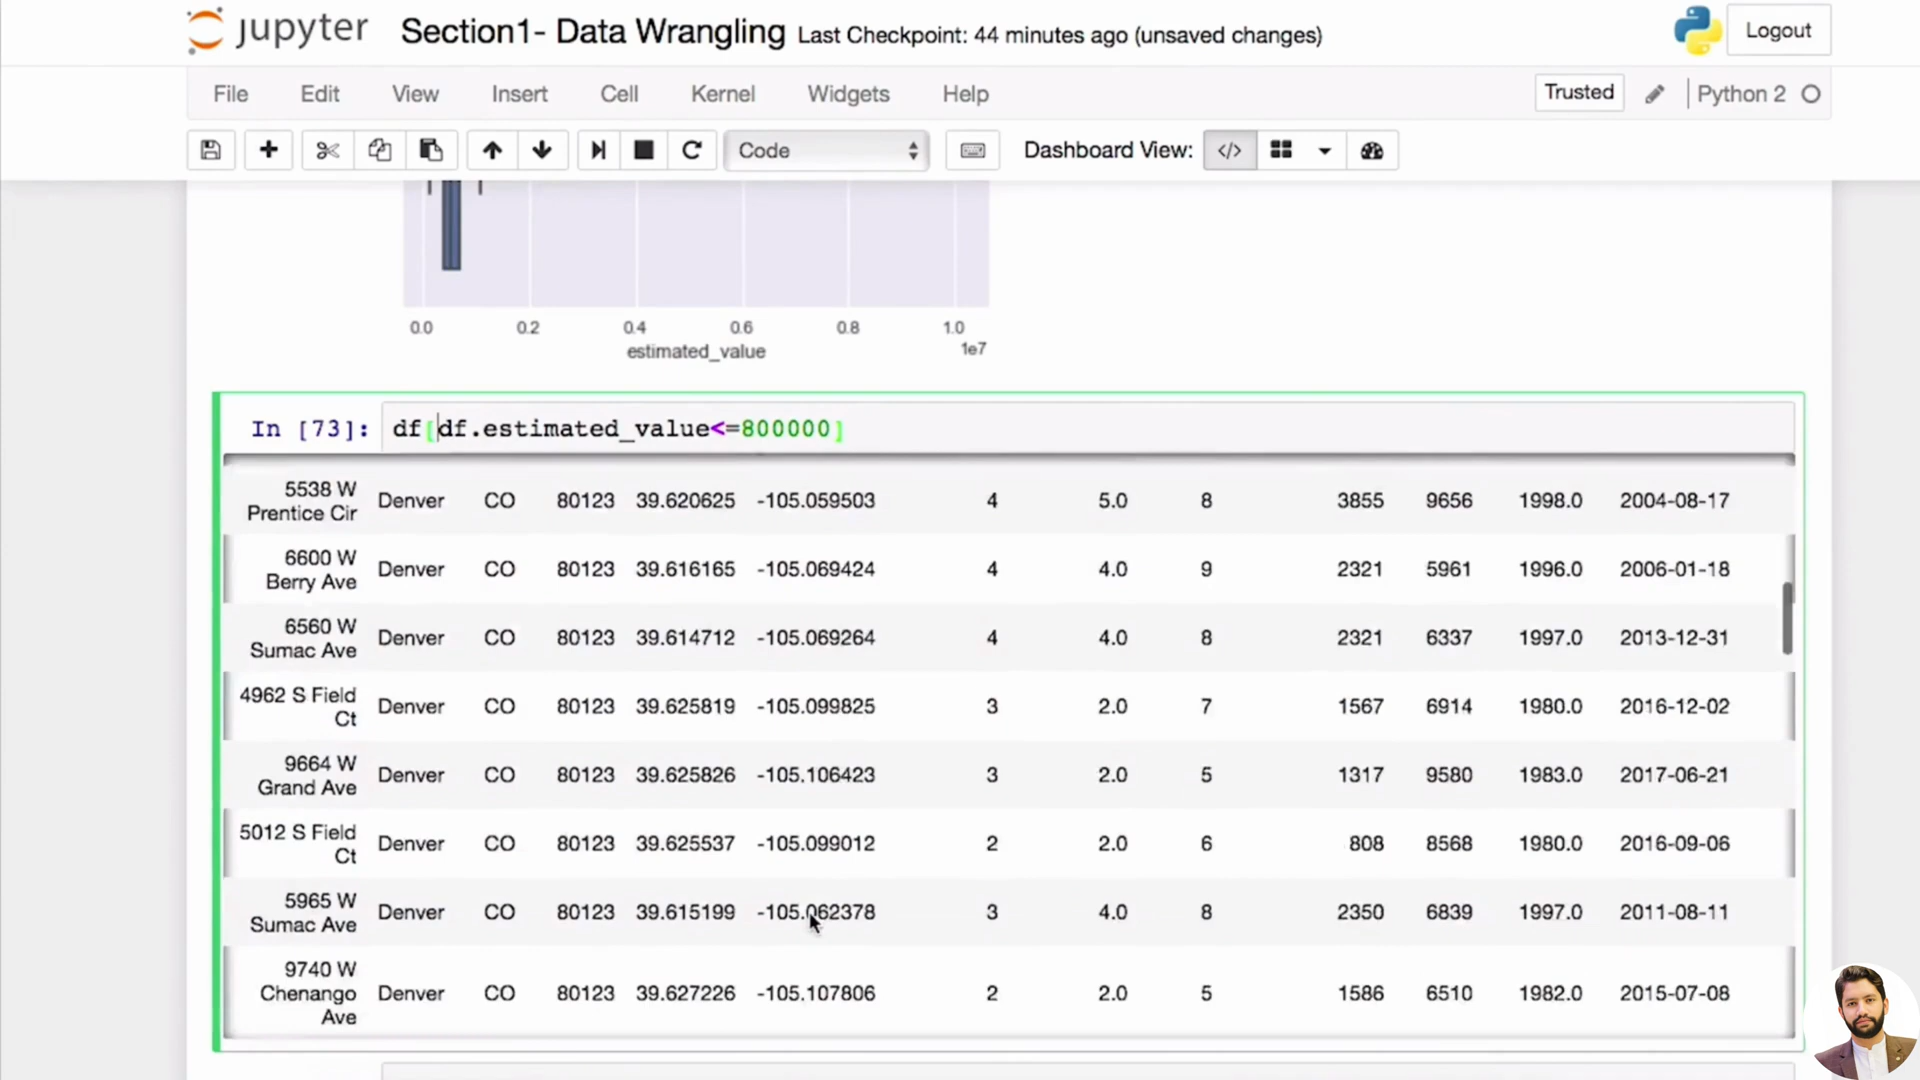 jupyter Section1- Data Wrangling Last Checkpoint: 44 minutes ago (unsaved changes) Logout
File Edit View Insert Cell Kernel Widgets Help Trusted Python 2
Code Dashboard View: </>
0.0 0.2 0.4 0.6 0.8 1.0
estimated_value 1e7
In [73]: df[df.estimated_value<=800000]
5538 W
Prentice Cir Denver CO 80123 39.620625 -105.059503 4 5.0 8 3855 9656 1998.0 2004-08-17
6600 W
Berry Ave Denver CO 80123 39.616165 -105.069424 4 4.0 9 2321 5961 1996.0 2006-01-18
6560 W
Sumac Ave Denver CO 80123 39.614712 -105.069264 4 4.0 8 2321 6337 1997.0 2013-12-31
4962 S Field
Ct Denver CO 80123 39.625819 -105.099825 3 2.0 7 1567 6914 1980.0 2016-12-02
9664 W
Grand Ave Denver CO 80123 39.625826 -105.106423 3 2.0 5 1317 9580 1983.0 2017-06-21
5012 S Field
Ct Denver CO 80123 39.625537 -105.099012 2 2.0 6 808 8568 1980.0 2016-09-06
5965 W
Sumac Ave Denver CO 80123 39.615199 -105.062378 3 4.0 8 2350 6839 1997.0 2011-08-11
9740 W
Chenango Denver CO 80123 39.627226 -105.107806 2 2.0 5 1586 6510 1982.0 2015-07-08
Ave